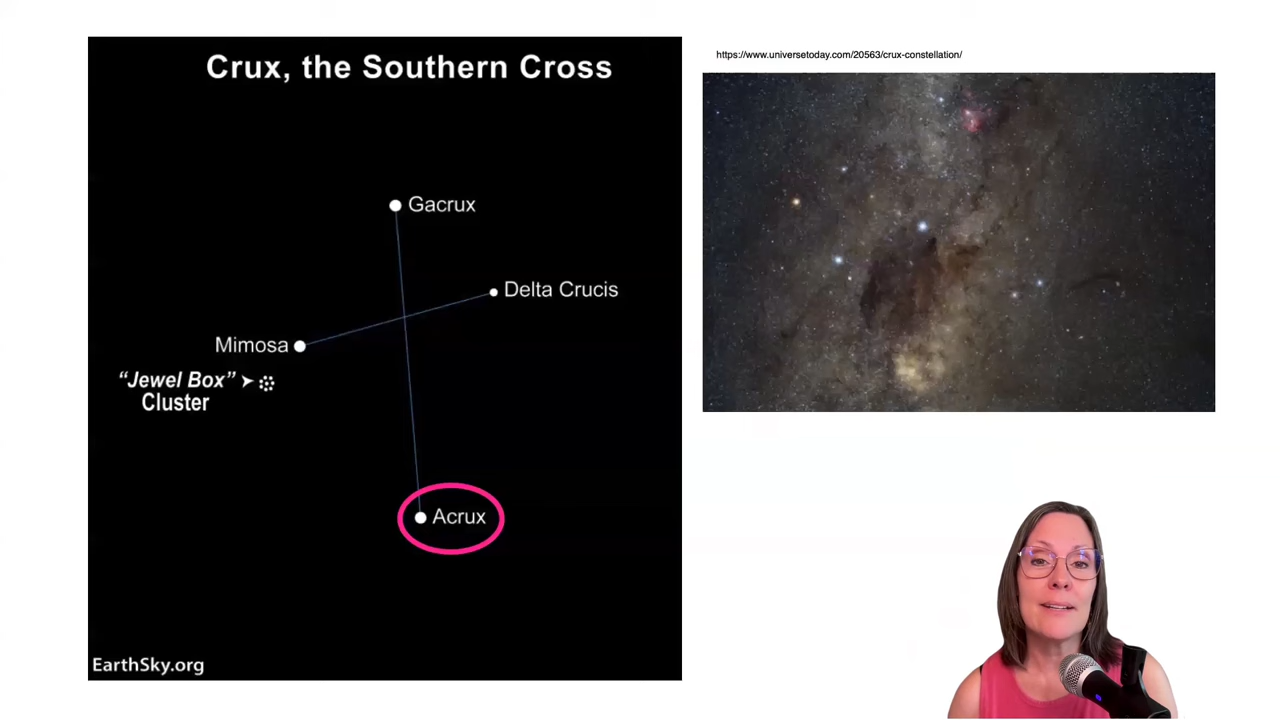 Crux, the Southern Cross
https://www.universetoday.com/20563/crux-constellation/
Gacrux
Delta Crucis
Mimosa
“Jewel Box”
Cluster
Acrux
EarthSky.org